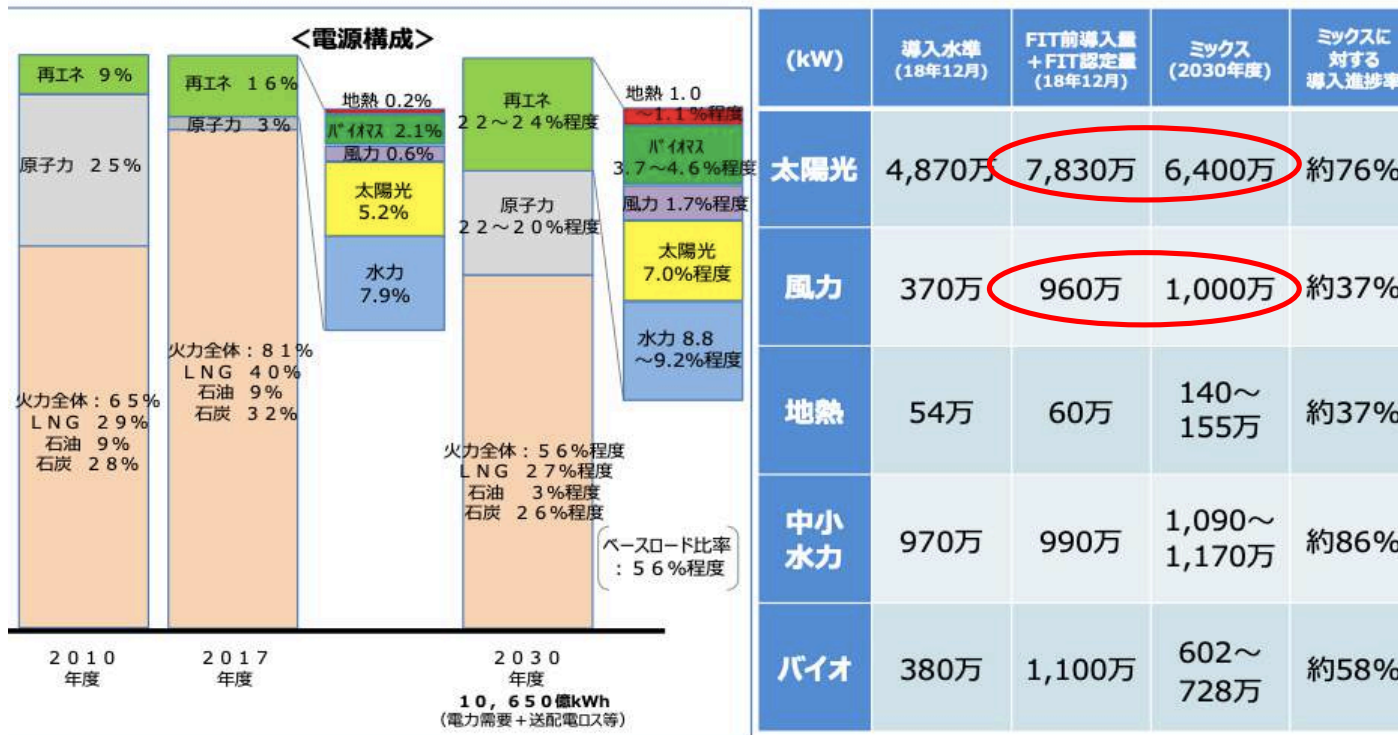 <電源構成>
再エネ ９%
原子力 ２５%
火力全体：６５%
ＬＮＧ ２９%
石油 ９%
石炭 ２８%
２０１０
年度
再エネ １６%
原子力 ３%
火力全体：８１%
ＬＮＧ ４０%
石油 ９%
石炭 ３２%
２０１７
年度
地熱 0.2%
ﾊﾞｲｵﾏｽ 2.1%
風力 0.6%
太陽光
5.2%
水力
7.9%
再エネ
２２～２４%程度
原子力
２２～２０%程度
火力全体：５６%程度
ＬＮＧ ２７%程度
石油 ３%程度
石炭 ２６%程度
２０３０
年度
１０，６５０億kWh
（電力需要＋送配電ロス等）
地熱 1.0
～1.1%程度
ﾊﾞｲｵﾏｽ
3.7～4.6%程度
風力 1.7%程度
太陽光
7.0%程度
水力 8.8
～9.2%程度
ベースロード比率
：５６%程度
(kW)
導入水準
(18年12月)
FIT前導入量
＋FIT認定量
(18年12月)
ミックス
(2030年度)
ミックスに
対する
導入進捗率
太陽光 4,870万 7,830万 6,400万 約76%
風力 370万 960万 1,000万 約37%
地熱 54万 60万 140～
155万 約37%
中小
水力 970万 990万 1,090～
1,170万 約86%
バイオ 380万 1,100万 602～
728万 約58%